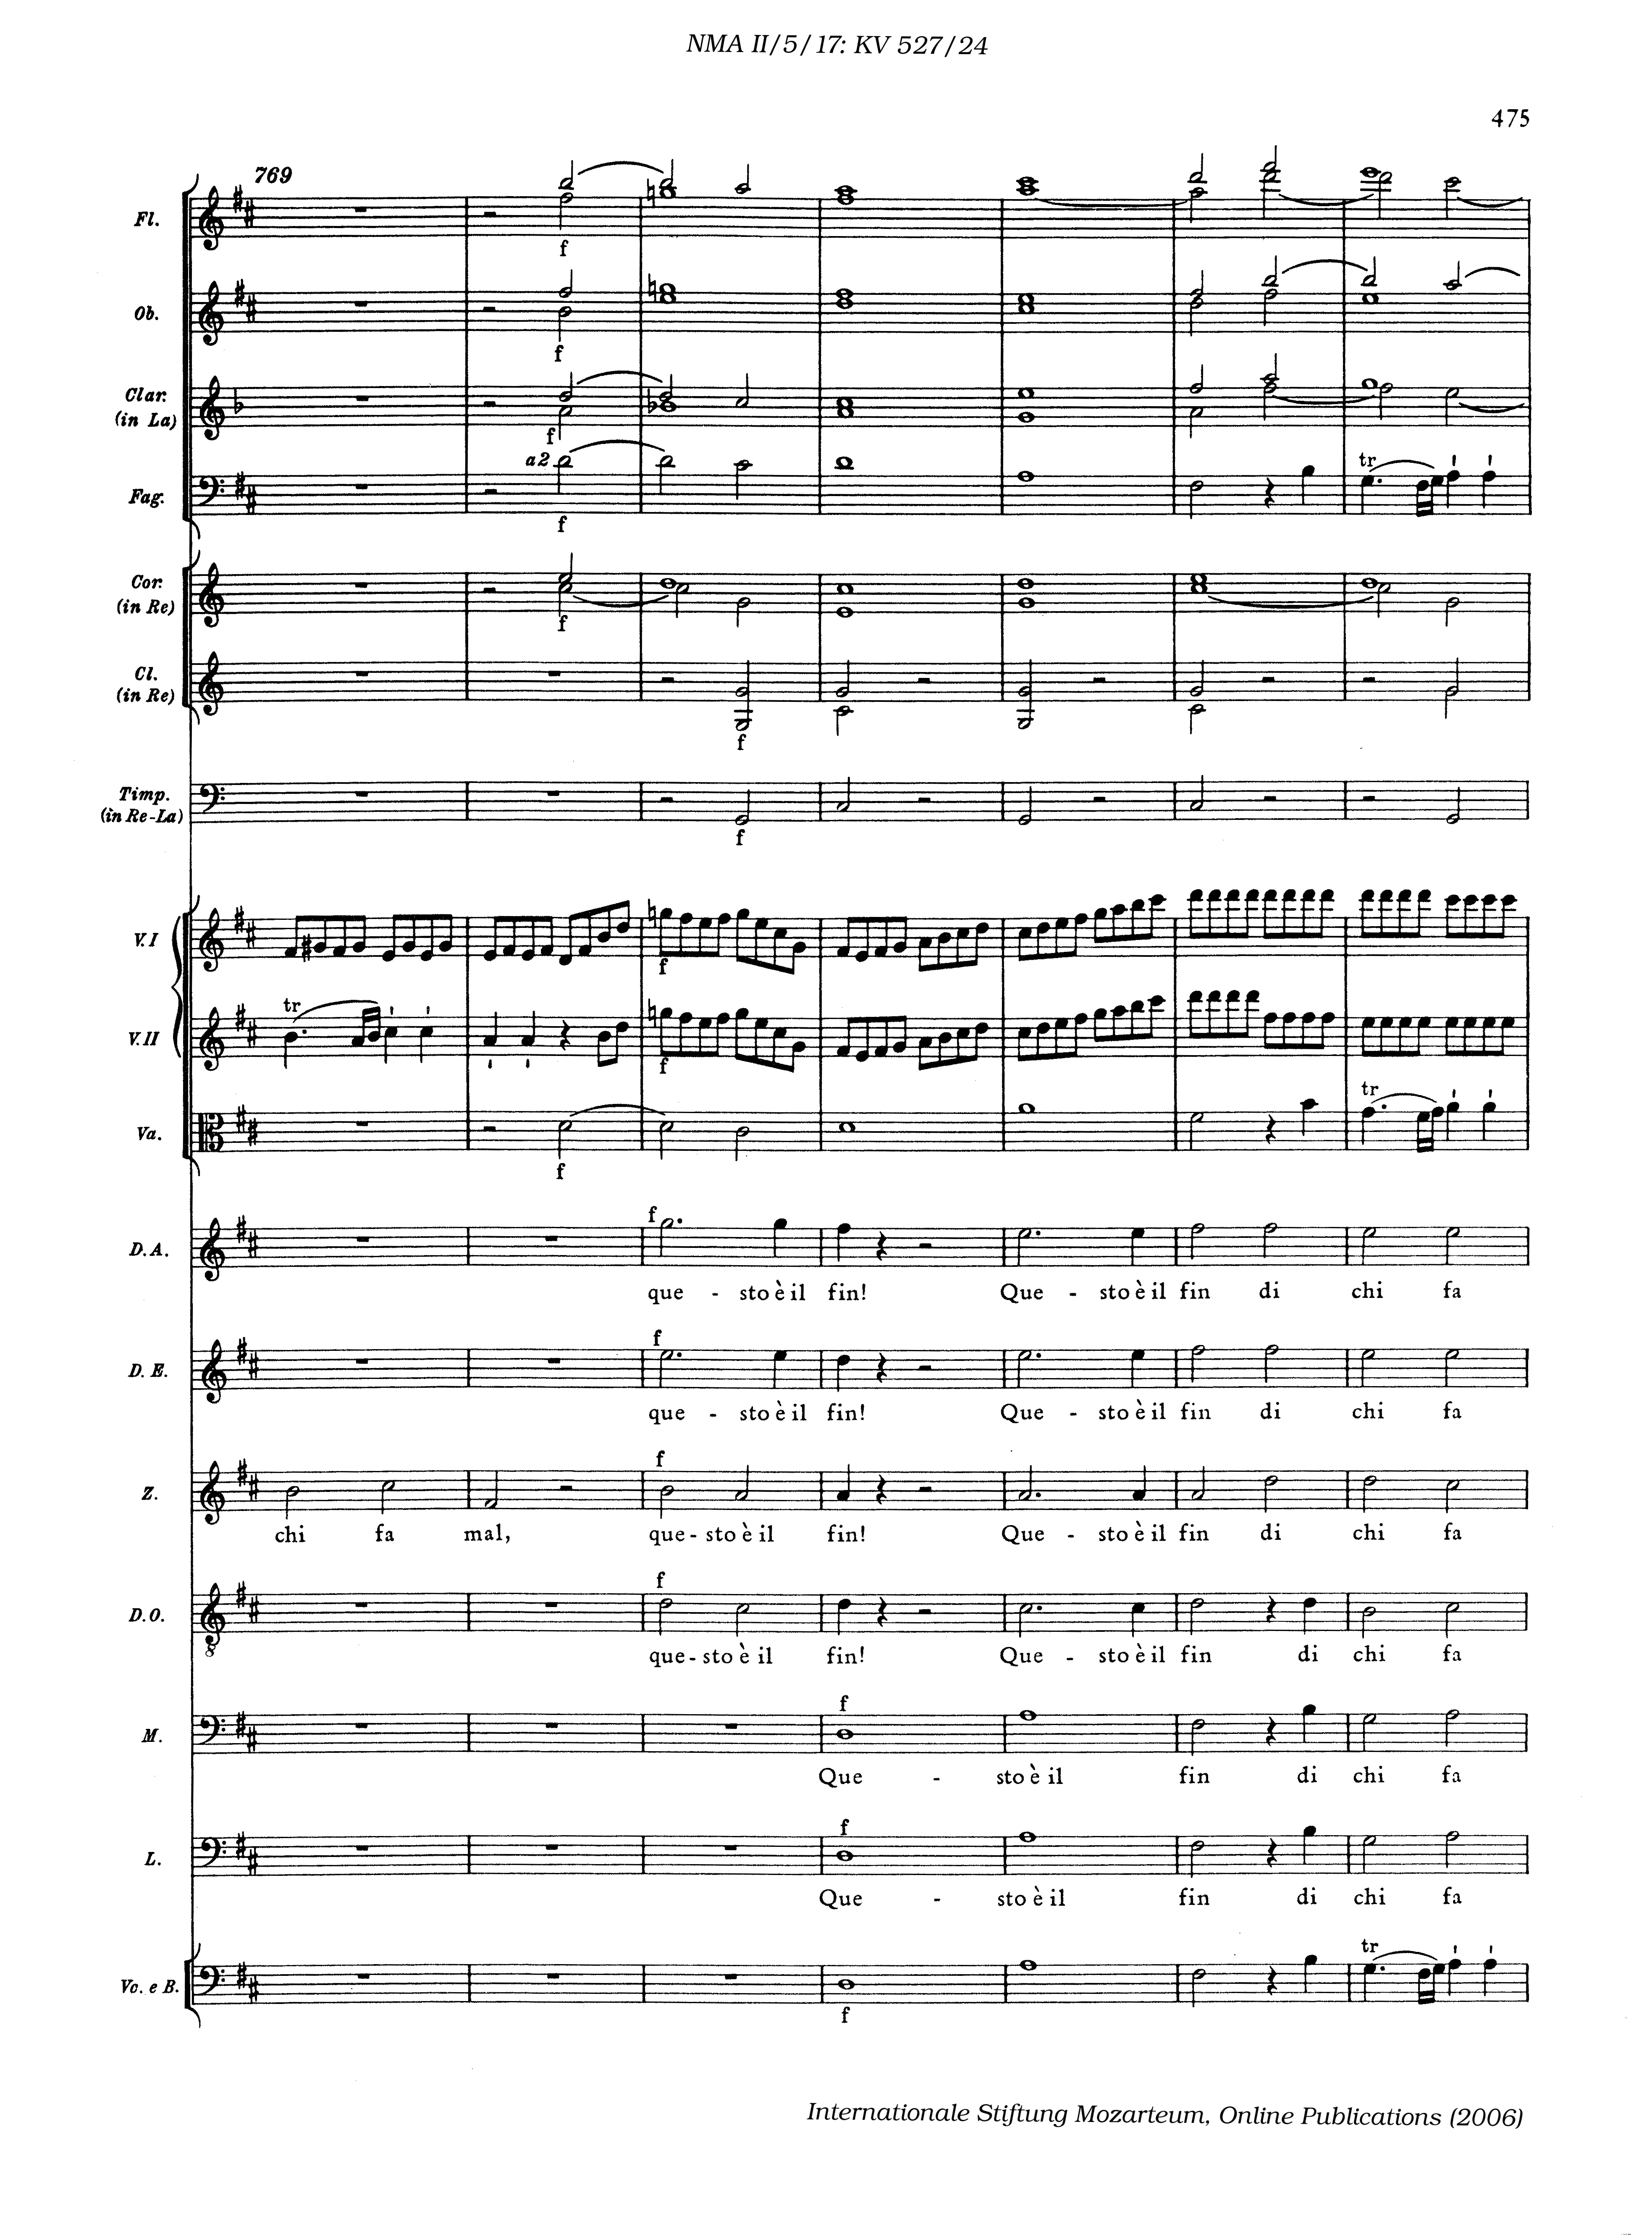 NMA II/5/17: KV 527/24
475
769
Fl.
f
Ob.
f
Clar.
(in La)
f
a2
Fag.
f
tr
Cor.
(in Re)
f
Cl.
(in Re)
f
Timp.
(in Re-La)
f
V. I
f
tr
V. II
f
tr
Va.
f
f
D. A.
que - sto è il fin! Que - sto è il fin di chi fa
f
D. E.
que - sto è il fin! Que - sto è il fin di chi fa
f
Z.
chi fa mal, que - sto è il fin! Que - sto è il fin di chi fa
f
D. O.
que - sto è il fin! Que - sto è il fin di chi fa
f
M.
Que - sto è il fin di chi fa
f
L.
Que - sto è il fin di chi fa
tr
Vc. e B.
f
Internationale Stiftung Mozarteum, Online Publications (2006)